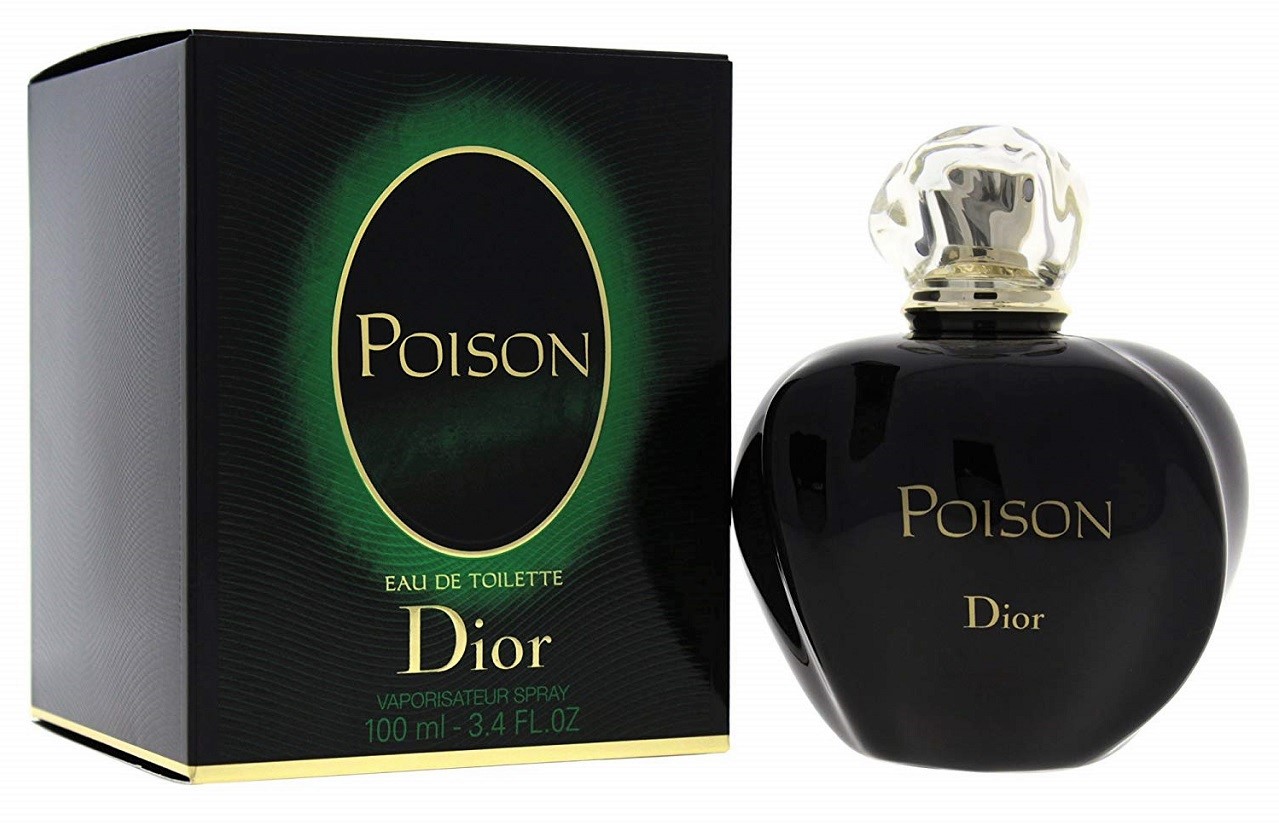 POISON
EAU DE TOILETTE
Dior
VAPORISATEUR SPRAY
100 ml - 3.4 FL.OZ
POISON
Dior